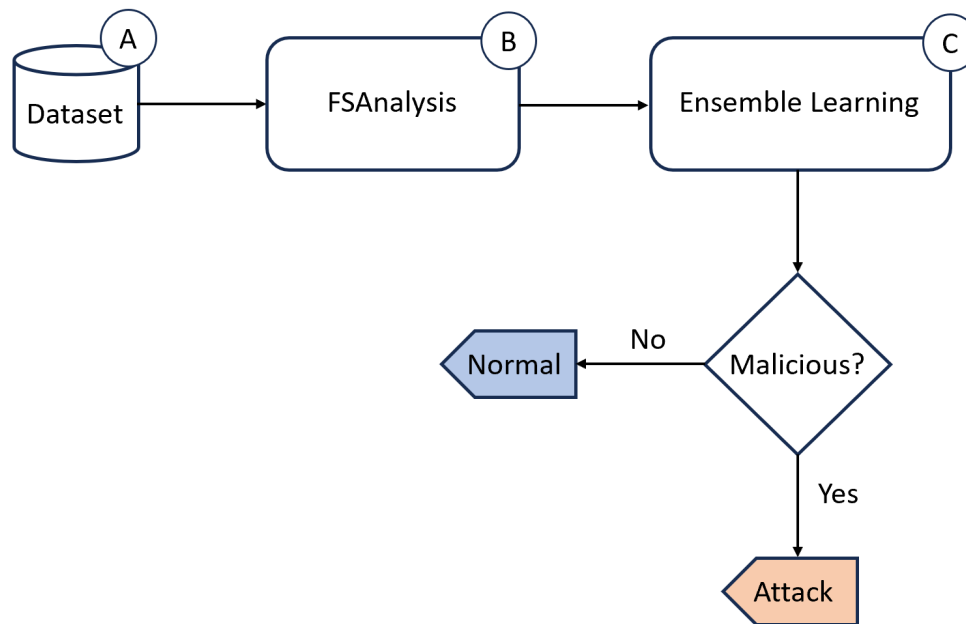 A
B
C
Dataset
FSAnalysis
Ensemble Learning
Malicious?
No
Normal
Yes
Attack